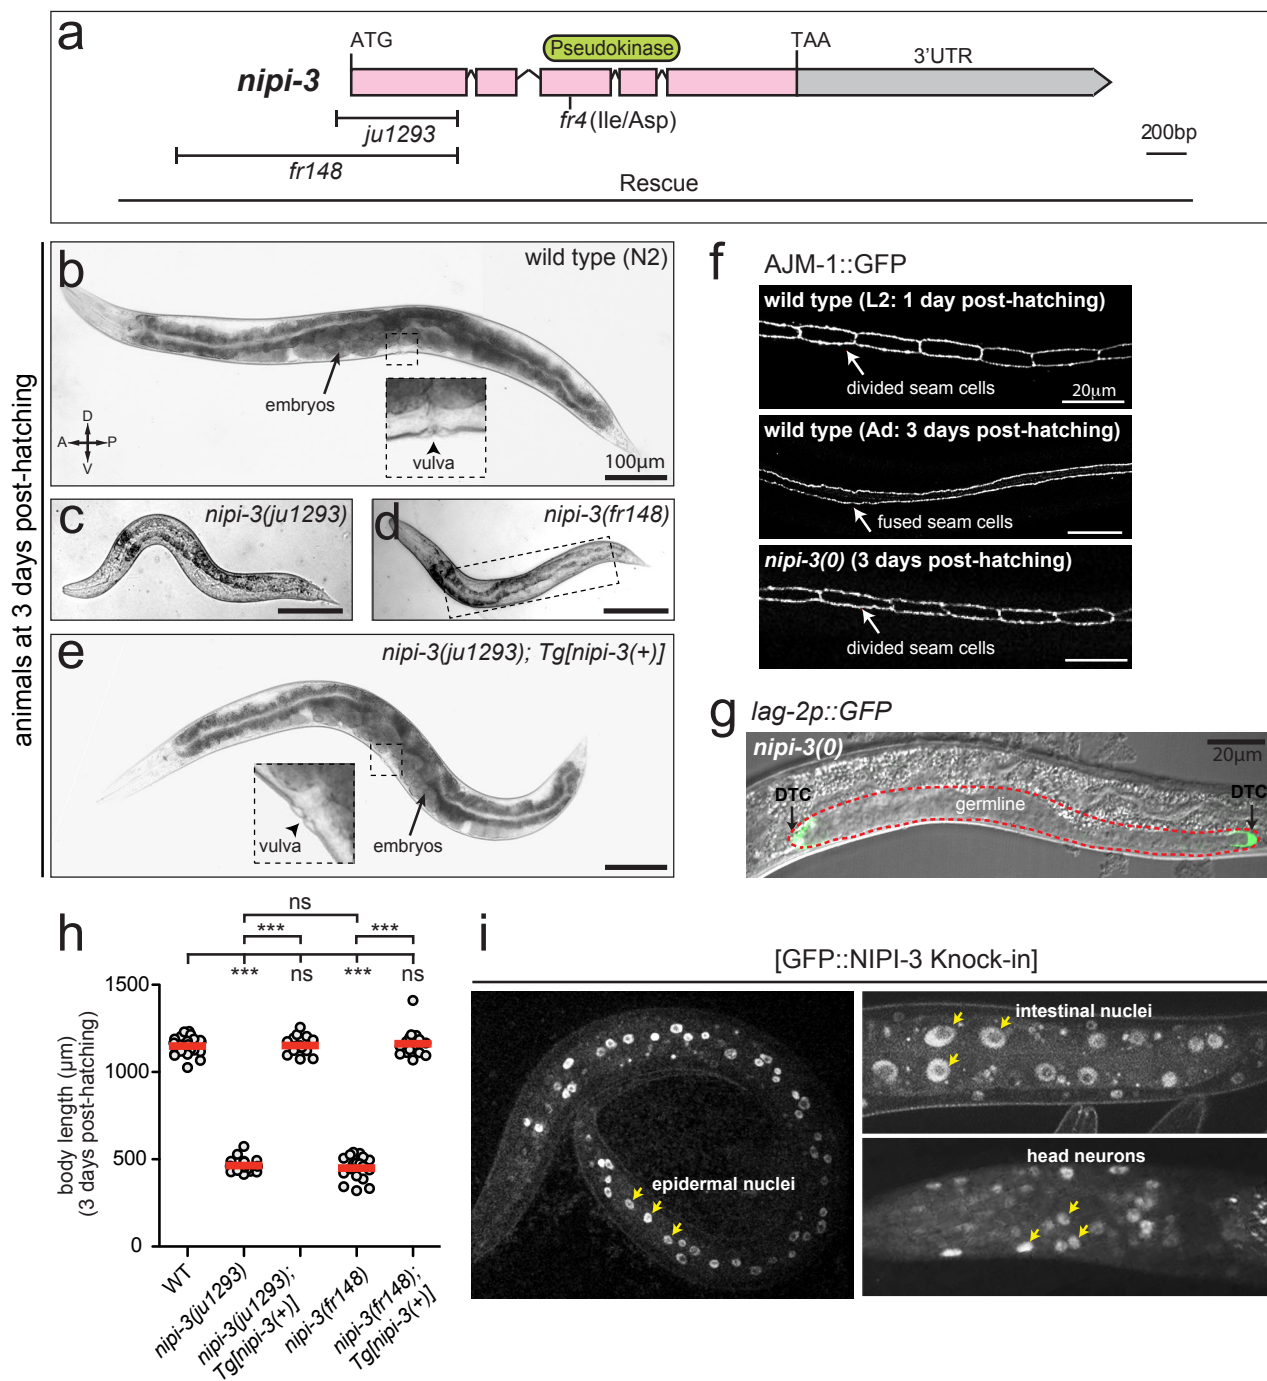 a
ATG
Pseudokinase
TAA
3'UTR
nipi-3
fr4(Ile/Asp)
ju1293
200bp
fr148
Rescue
animals at 3 days post-hatching
b
wild type (N2)
embryos
D
A
P
V
vulva
100µm
c
nipi-3(ju1293)
d
nipi-3(fr148)
e
nipi-3(ju1293); Tg[nipi-3(+)]
vulva
embryos
f
AJM-1::GFP
wild type (L2: 1 day post-hatching)
divided seam cells
20µm
wild type (Ad: 3 days post-hatching)
fused seam cells
nipi-3(0) (3 days post-hatching)
divided seam cells
g
lag-2p::GFP
nipi-3(0)
20µm
DTC
germline
DTC
h
ns
*** ***
*** ns *** ns
body length (µm)
(3 days post-hatching)
1500
1000
500
0
WT
nipi-3(ju1293)
nipi-3(ju1293);
Tg[nipi-3(+)]
nipi-3(fr148)
nipi-3(fr148);
Tg[nipi-3(+)]
i
[GFP::NIPI-3 Knock-in]
epidermal nuclei
intestinal nuclei
head neurons